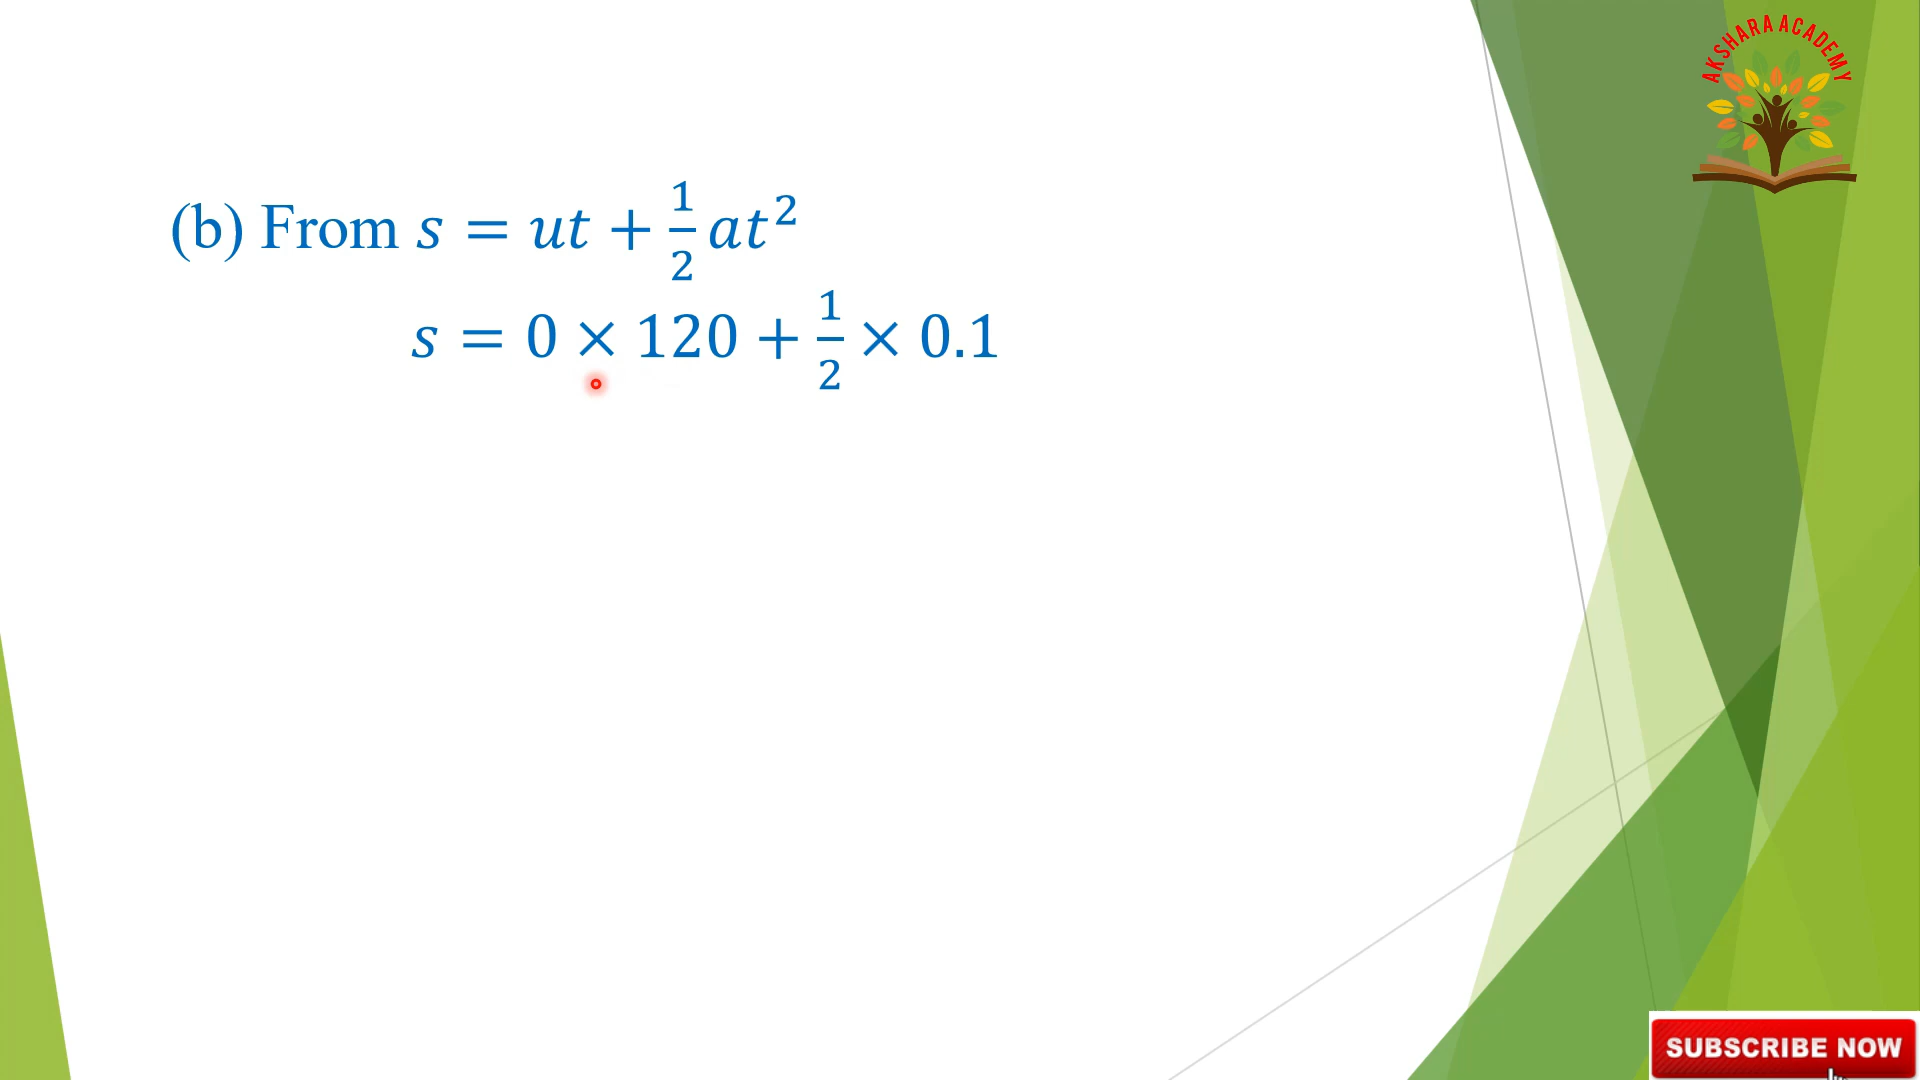 AKSHARA ACADEMY
(b) From s = ut + 1/2 at²
s = 0 × 120 + 1/2 × 0.1
SUBSCRIBE NOW